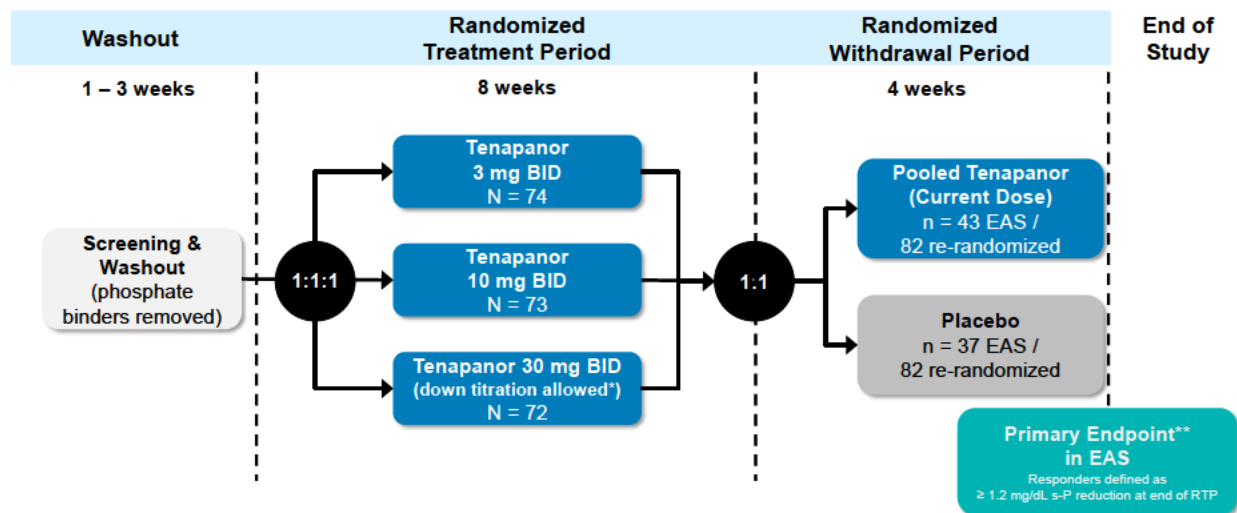 Washout
Randomized
Treatment Period
Randomized
Withdrawal Period
End of
Study
1 – 3 weeks
8 weeks
4 weeks
Screening &
Washout
(phosphate
binders removed)
1:1:1
Tenapanor
3 mg BID
N = 74
Tenapanor
10 mg BID
N = 73
Tenapanor 30 mg BID
(down titration allowed*)
N = 72
1:1
Pooled Tenapanor
(Current Dose)
n = 43 EAS /
82 re-randomized
Placebo
n = 37 EAS /
82 re-randomized
Primary Endpoint**
in EAS
Responders defined as
≥ 1.2 mg/dL s-P reduction at end of RTP